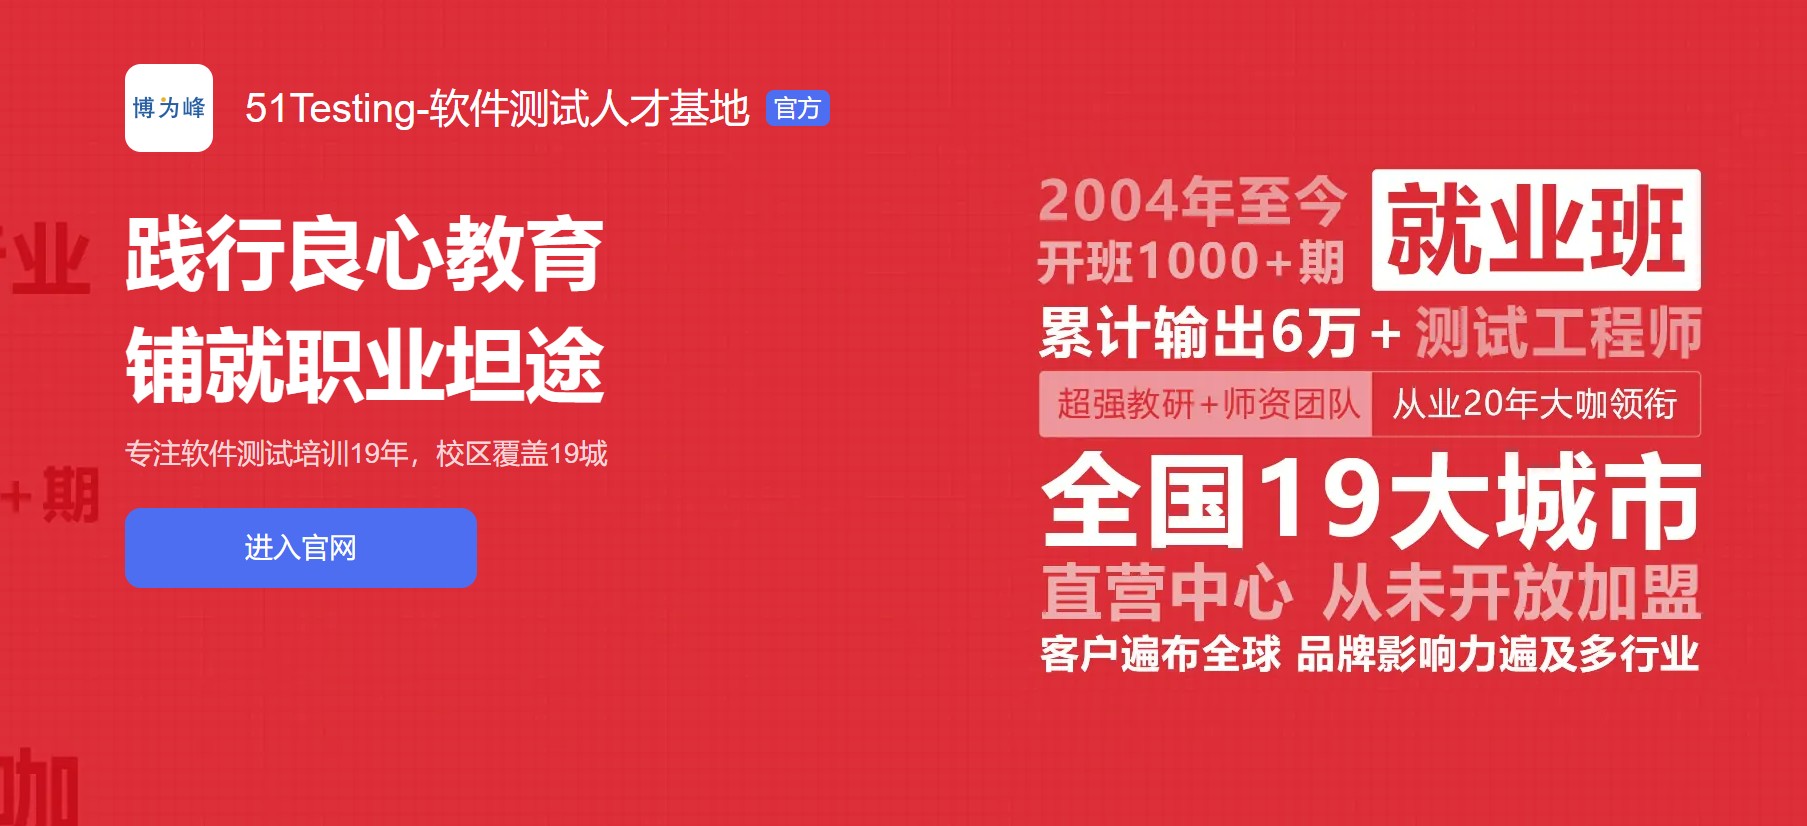 博为峰
51Testing-软件测试人才基地 官方
践行良心教育
铺就职业坦途
专注软件测试培训19年，校区覆盖19城
进入官网
2004年至今
开班1000+期
就业班
累计输出6万+测试工程师
超强教研+师资团队 从业20年大咖领衔
全国19大城市
直营中心 从未开放加盟
客户遍布全球 品牌影响力遍及多行业
业
+期
咖